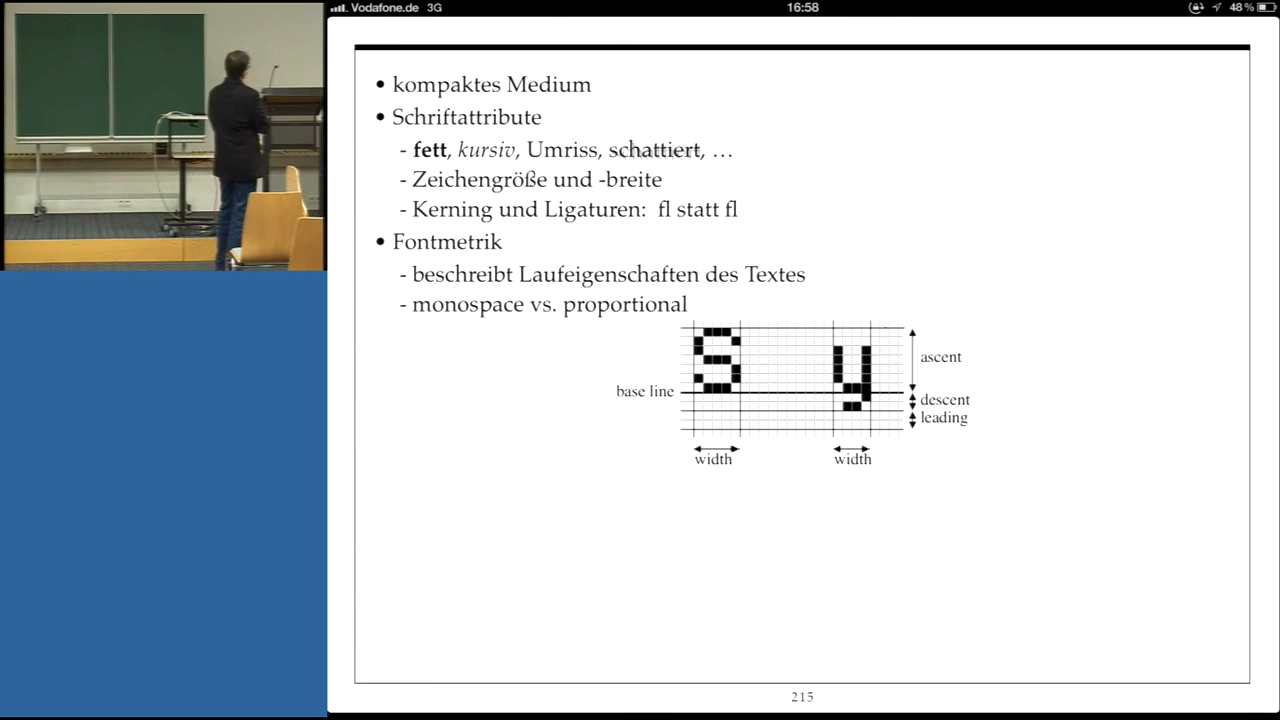 Vodafone.de 3G 16:58 48 %
• kompaktes Medium
• Schriftattribute
- fett, kursiv, Umriss, schattiert, …
- Zeichengröße und -breite
- Kerning und Ligaturen: fl statt fl
• Fontmetrik
- beschreibt Laufeigenschaften des Textes
- monospace vs. proportional
S y
ascent
base line
descent
leading
width width
215